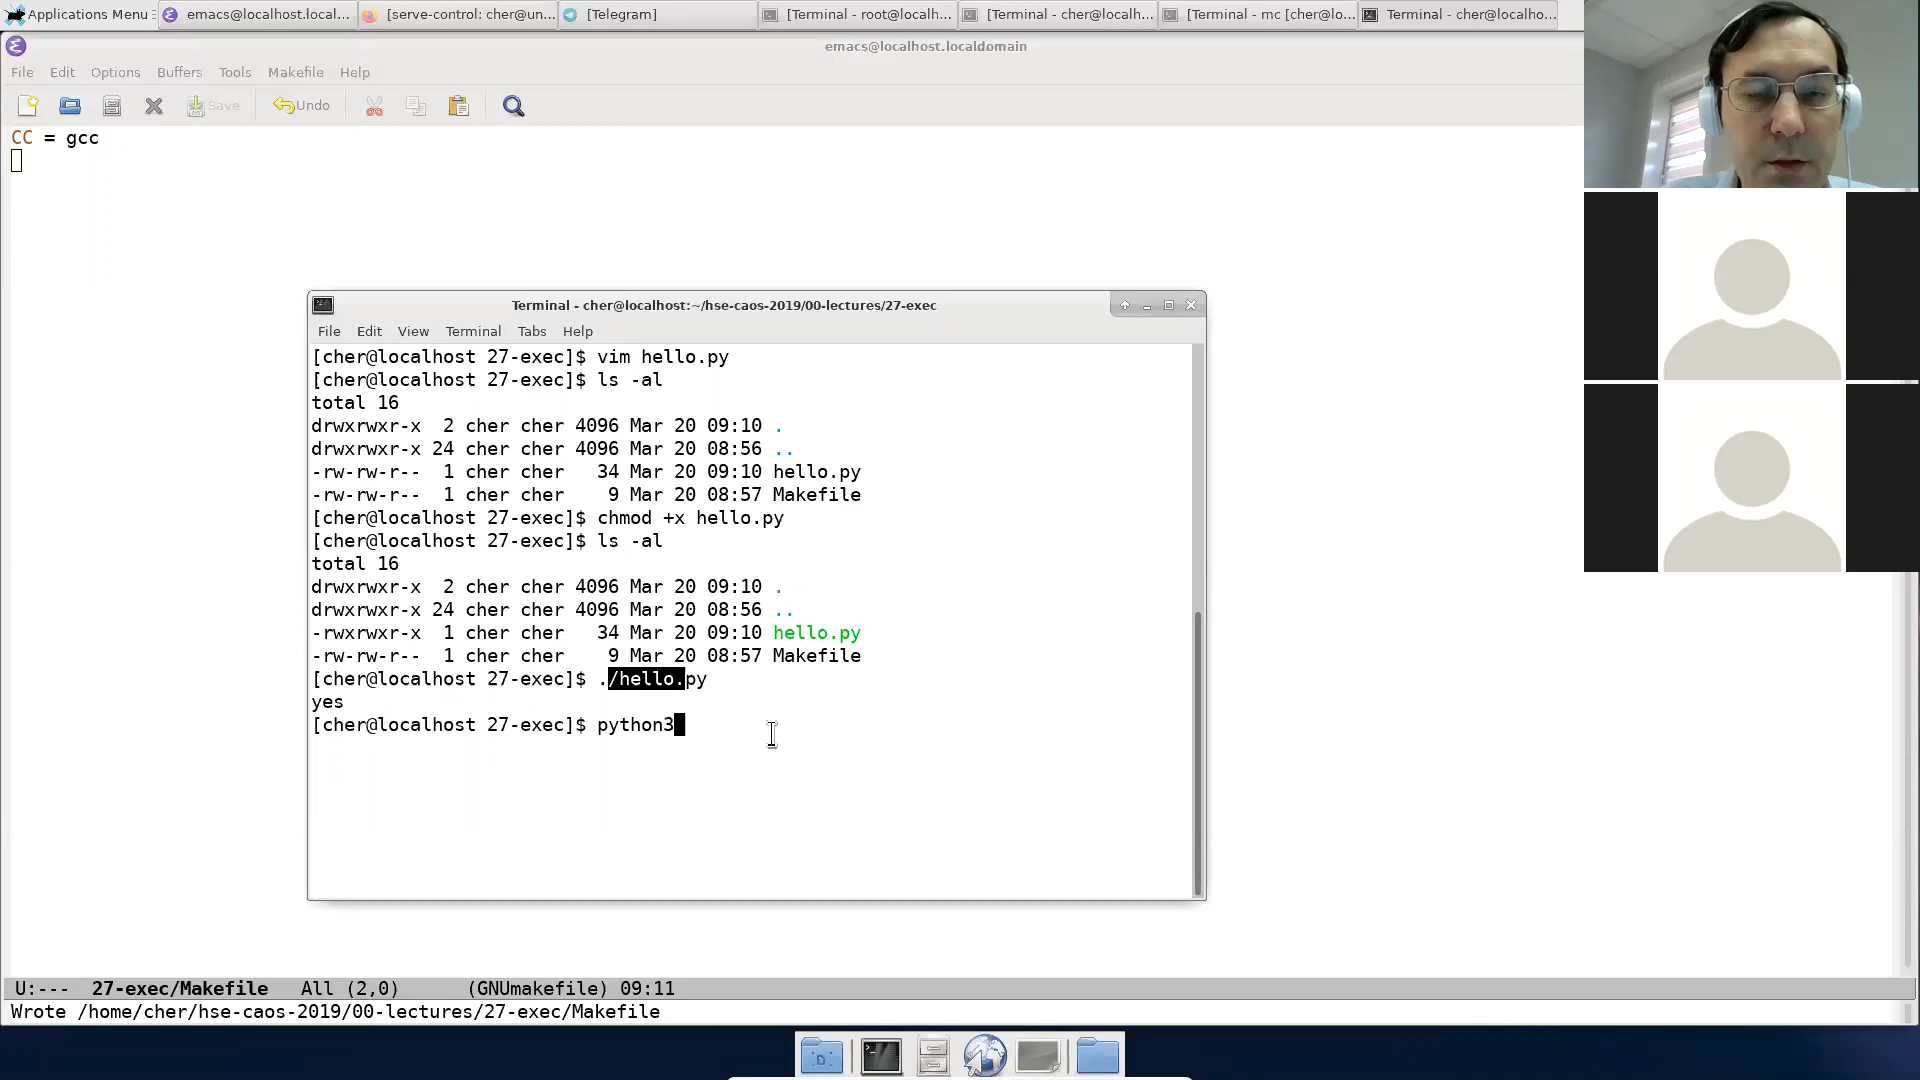 Applications Menu
emacs@localhost.local...
[serve-control: cher@un...
[Telegram]
[Terminal - root@localh...
[Terminal - cher@localh...
[Terminal - mc [cher@lo...
Terminal - cher@localho...
emacs@localhost.localdomain
File Edit Options Buffers Tools Makefile Help
Save Undo
CC = gcc
Terminal - cher@localhost:~/hse-caos-2019/00-lectures/27-exec
File Edit View Terminal Tabs Help
[cher@localhost 27-exec]$ vim hello.py
[cher@localhost 27-exec]$ ls -al
total 16
drwxrwxr-x  2 cher cher 4096 Mar 20 09:10 .
drwxrwxr-x 24 cher cher 4096 Mar 20 08:56 ..
-rw-rw-r--  1 cher cher   34 Mar 20 09:10 hello.py
-rw-rw-r--  1 cher cher    9 Mar 20 08:57 Makefile
[cher@localhost 27-exec]$ chmod +x hello.py
[cher@localhost 27-exec]$ ls -al
total 16
drwxrwxr-x  2 cher cher 4096 Mar 20 09:10 .
drwxrwxr-x 24 cher cher 4096 Mar 20 08:56 ..
-rwxrwxr-x  1 cher cher   34 Mar 20 09:10 hello.py
-rw-rw-r--  1 cher cher    9 Mar 20 08:57 Makefile
[cher@localhost 27-exec]$ ./hello.py
yes
[cher@localhost 27-exec]$ python3
U:---  27-exec/Makefile   All (2,0)      (GNUmakefile) 09:11
Wrote /home/cher/hse-caos-2019/00-lectures/27-exec/Makefile